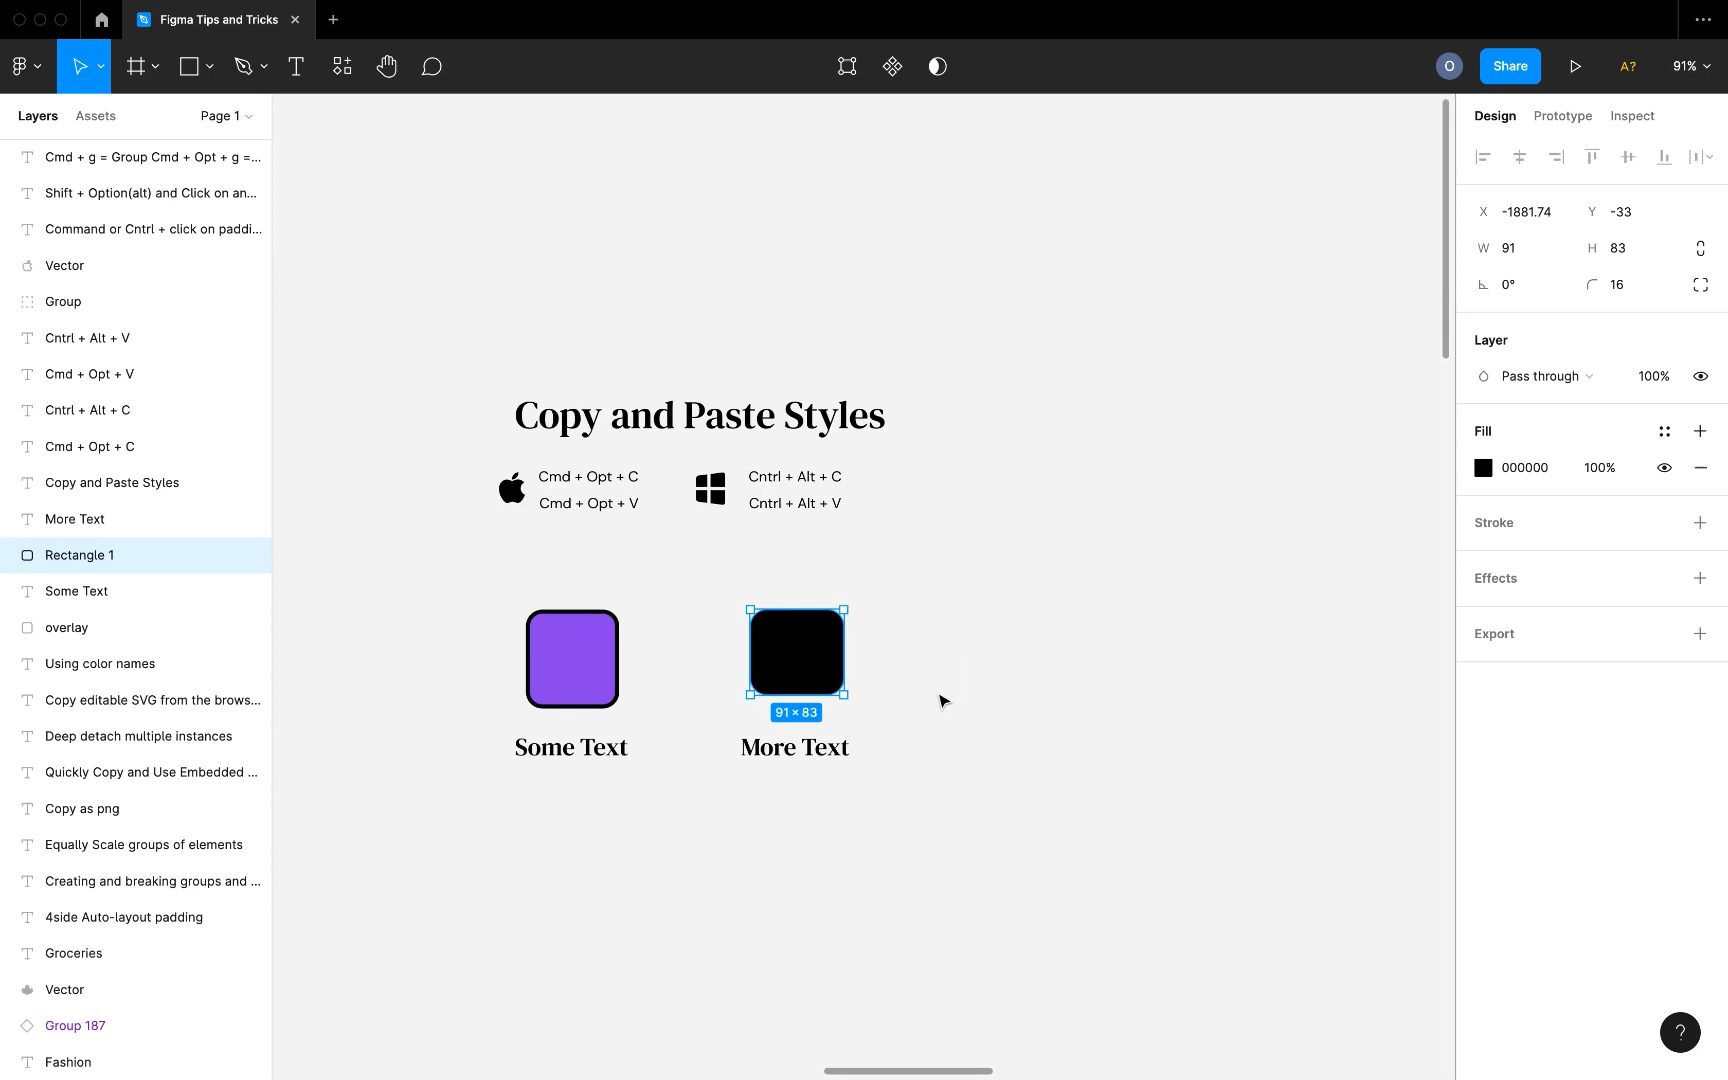 Figma Tips and Tricks
O
Share
A?
91%
Layers
Assets
Page 1
Cmd + g = Group Cmd + Opt + g =...
Shift + Option(alt) and Click on an...
Command or Cntrl + click on paddi...
Vector
Group
Cntrl + Alt + V
Cmd + Opt + V
Cntrl + Alt + C
Cmd + Opt + C
Copy and Paste Styles
More Text
Rectangle 1
Some Text
overlay
Using color names
Copy editable SVG from the brows...
Deep detach multiple instances
Quickly Copy and Use Embedded ...
Copy as png
Equally Scale groups of elements
Creating and breaking groups and ...
4side Auto-layout padding
Groceries
Vector
Group 187
Fashion
Copy and Paste Styles
Cmd + Opt + C
Cmd + Opt + V
Cntrl + Alt + C
Cntrl + Alt + V
91 × 83
Some Text
More Text
Design
Prototype
Inspect
X -1881.74 Y -33
W 91 H 83
0° 16
Layer
Pass through 100%
Fill
000000 100%
Stroke
Effects
Export
?